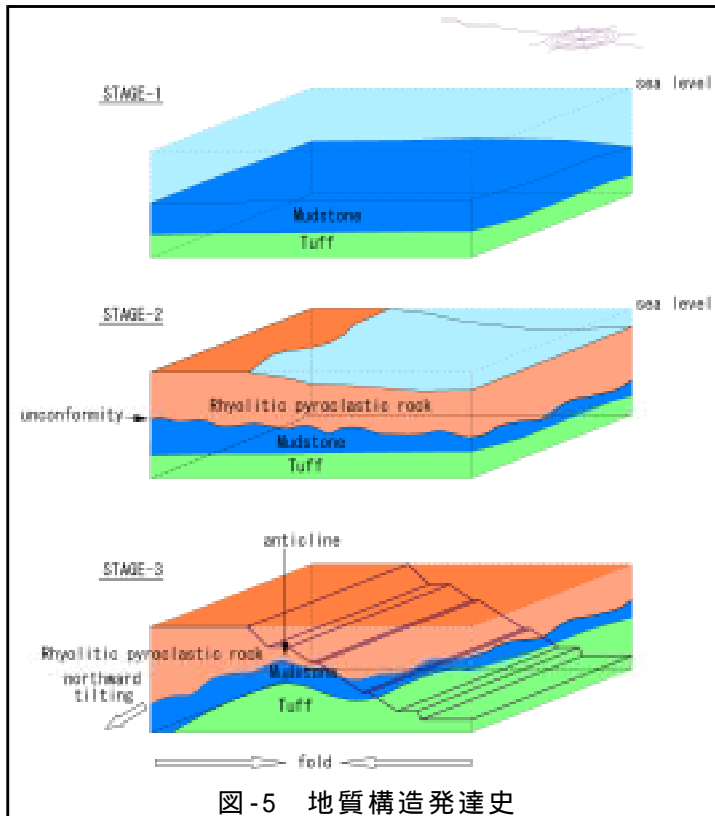 STAGE-1
sea level
Mudstone
Tuff
STAGE-2
sea level
Rhyolitic pyroclastic rock
unconformity
Mudstone
Tuff
anticline
STAGE-3
Rhyolitic pyroclastic rock
Mudstone
northward
tilting
Tuff
fold
図-5 地質構造発達史